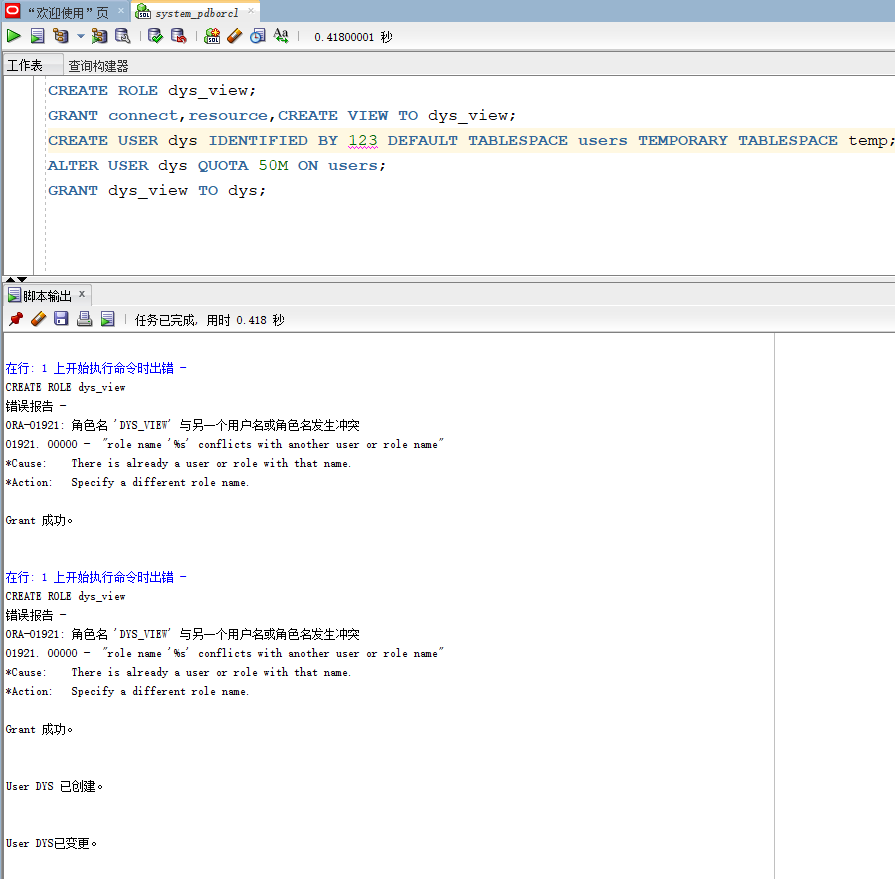 “欢迎使用”页 × system_pdborcl ×
0.41800001 秒
工作表 查询构建器
CREATE ROLE dys_view;
GRANT connect,resource,CREATE VIEW TO dys_view;
CREATE USER dys IDENTIFIED BY 123 DEFAULT TABLESPACE users TEMPORARY TABLESPACE temp;
ALTER USER dys QUOTA 50M ON users;
GRANT dys_view TO dys;
脚本输出 x
任务已完成, 用时 0.418 秒
在行: 1 上开始执行命令时出错 -
CREATE ROLE dys_view
错误报告 -
ORA-01921: 角色名 'DYS_VIEW' 与另一个用户名或角色名发生冲突
01921. 00000 - "role name '%s' conflicts with another user or role name"
*Cause: There is already a user or role with that name.
*Action: Specify a different role name.
Grant 成功。
在行: 1 上开始执行命令时出错 -
CREATE ROLE dys_view
错误报告 -
ORA-01921: 角色名 'DYS_VIEW' 与另一个用户名或角色名发生冲突
01921. 00000 - "role name '%s' conflicts with another user or role name"
*Cause: There is already a user or role with that name.
*Action: Specify a different role name.
Grant 成功。
User DYS 已创建。
User DYS已变更。